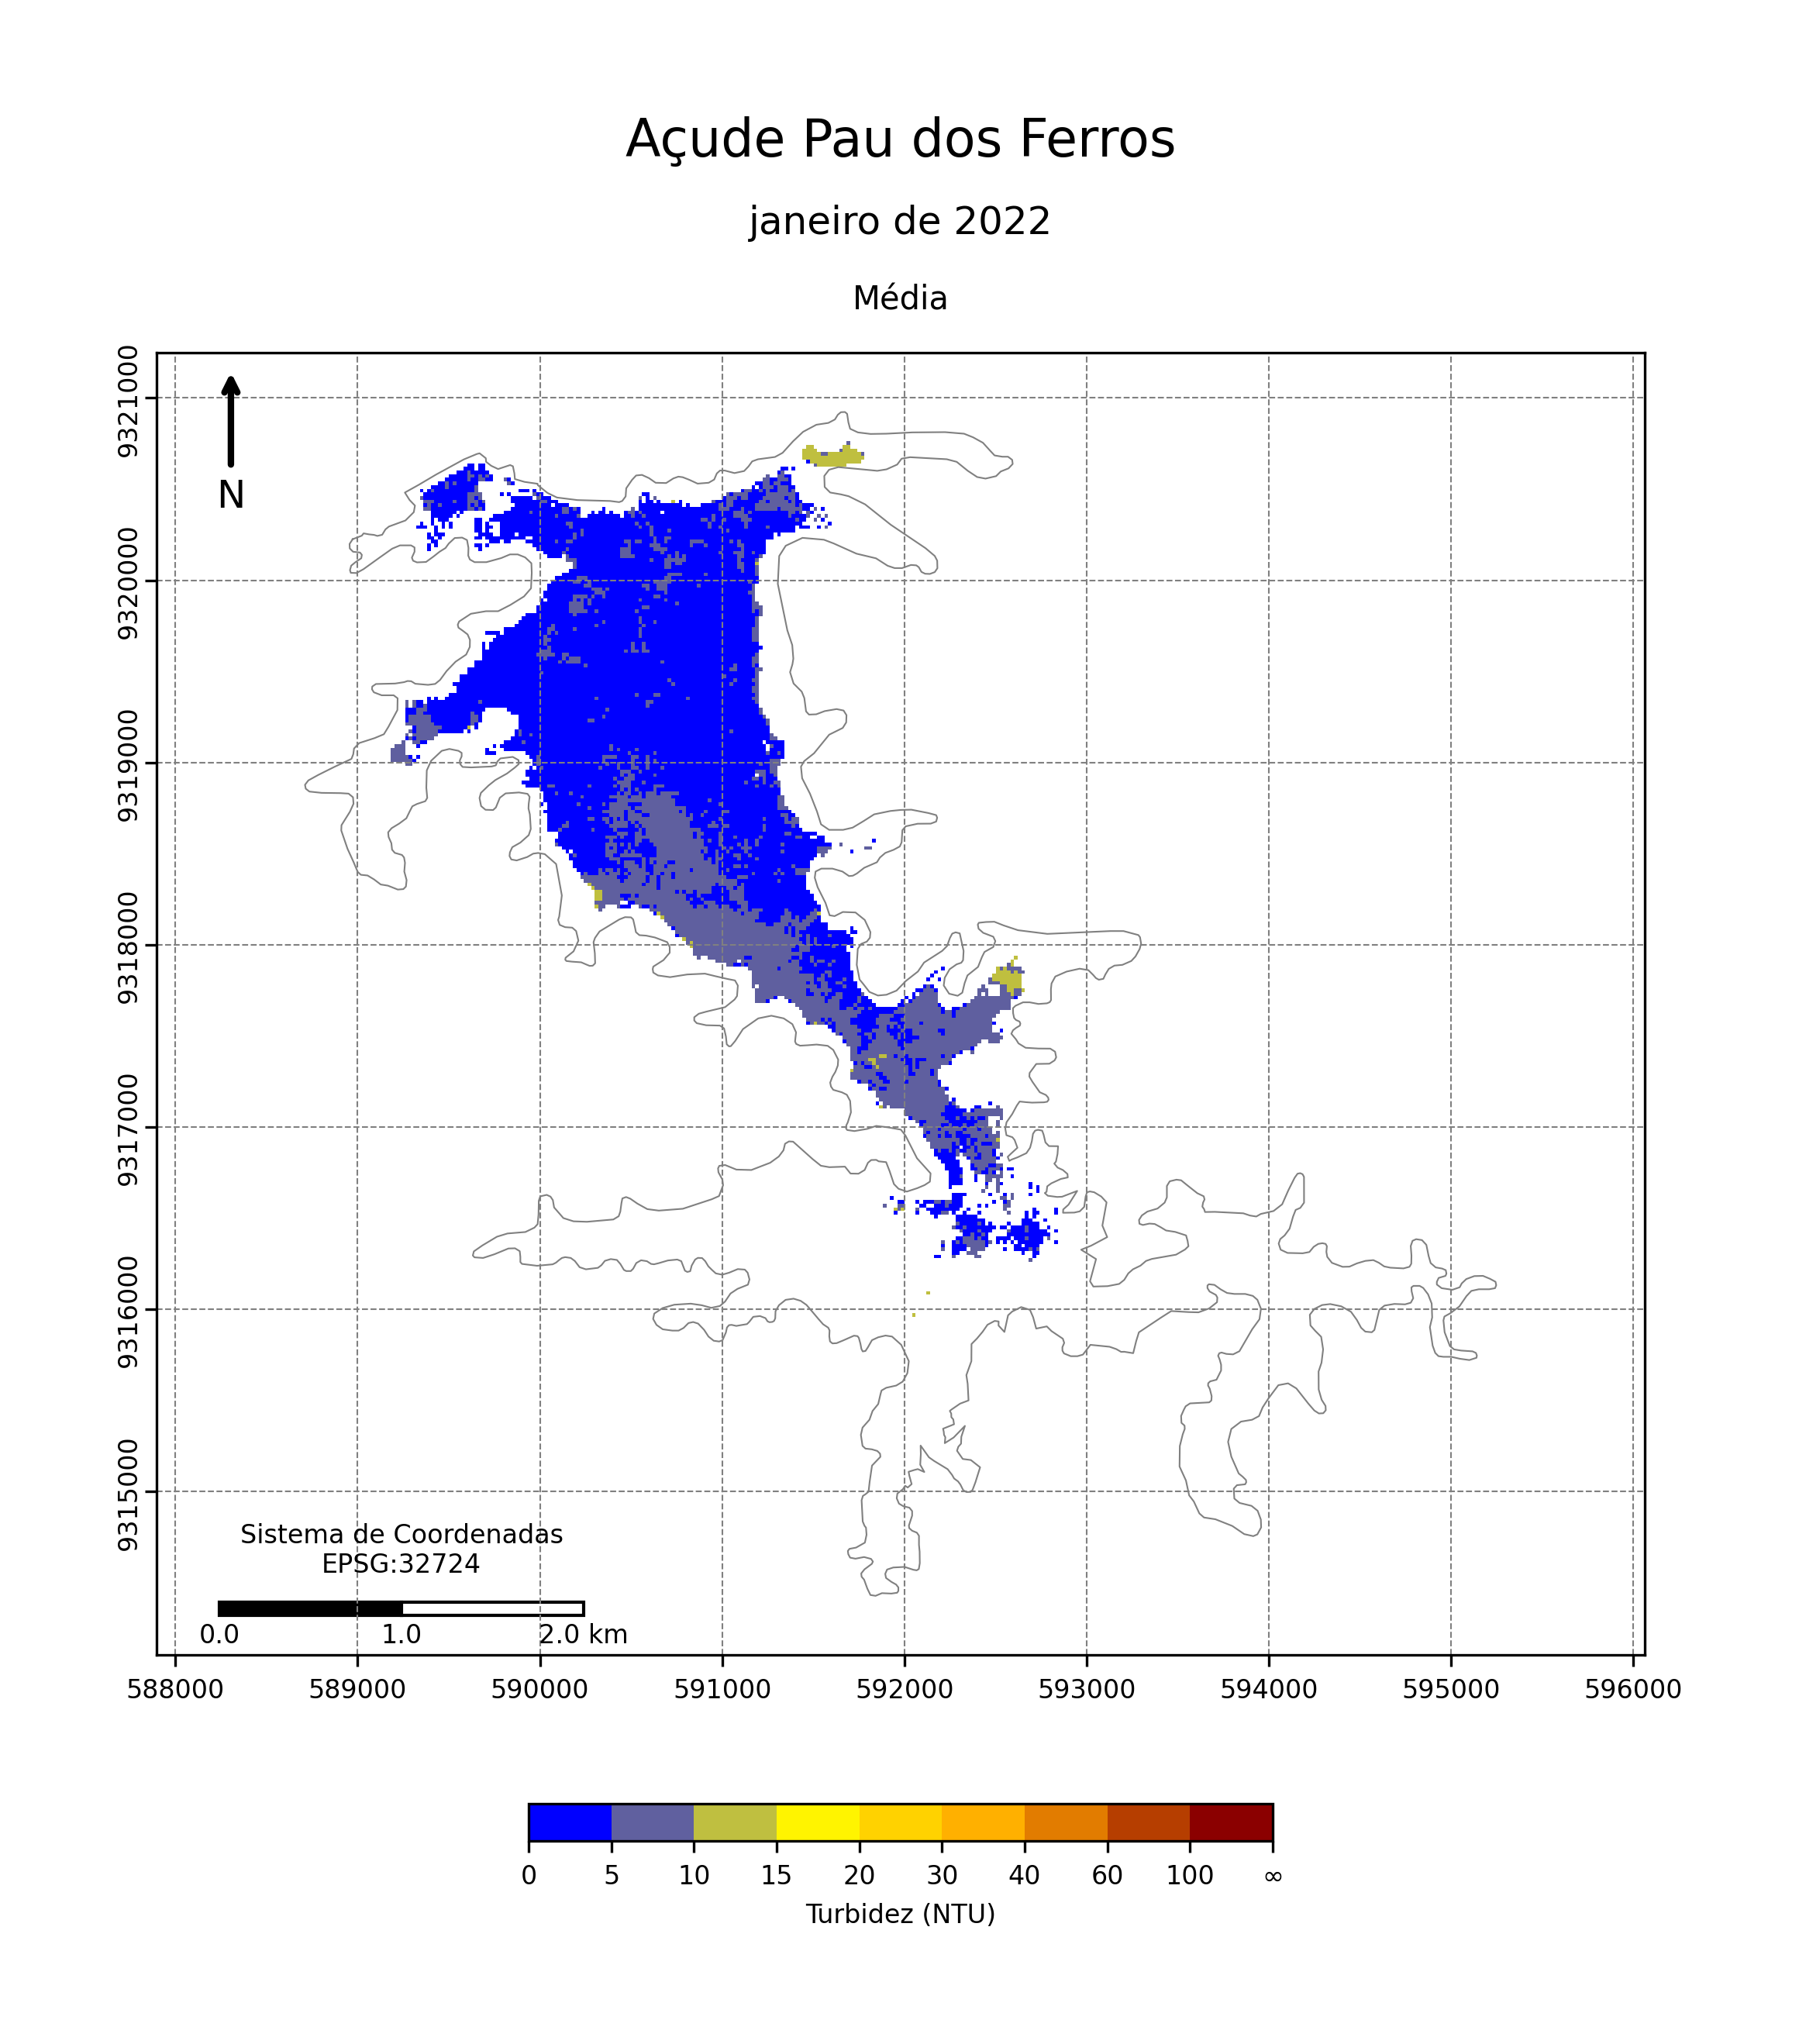 Açude Pau dos Ferros
janeiro de 2022
Média
9321000
9320000
9319000
9318000
9317000
9316000
9315000
N
Sistema de Coordenadas
EPSG:32724
0.0 1.0 2.0 km
588000 589000 590000 591000 592000 593000 594000 595000 596000
0 5 10 15 20 30 40 60 100 ∞
Turbidez (NTU)